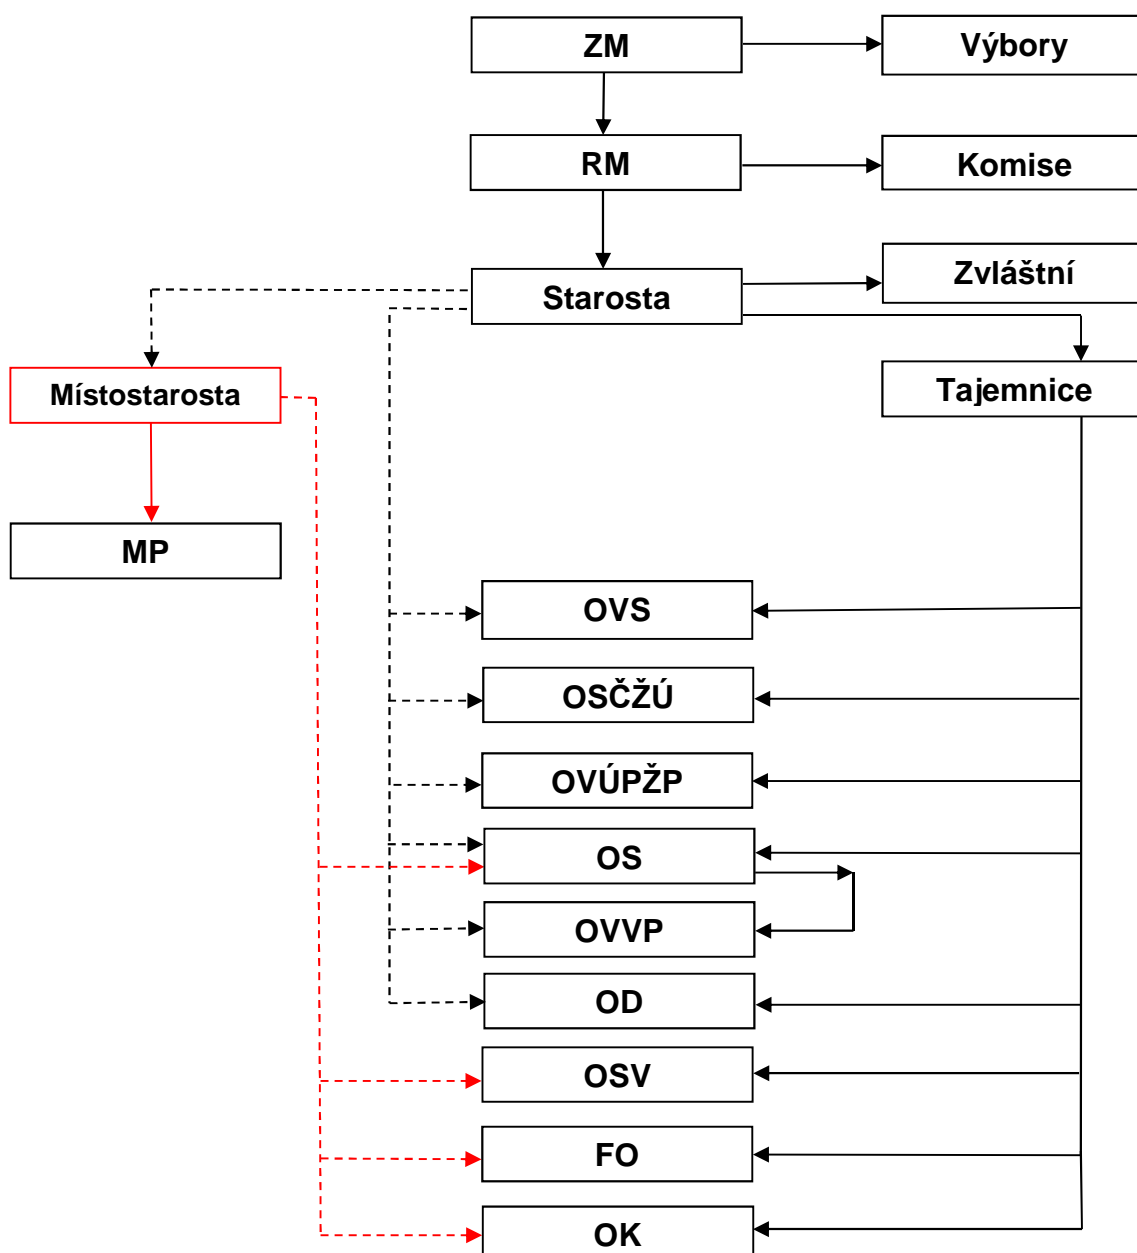 ZM
Výbory
RM
Komise
Zvláštní
Starosta
Místostarosta
Tajemnice
MP
OVS
OSČŽÚ
OVÚPŽP
OS
OVVP
OD
OSV
FO
OK